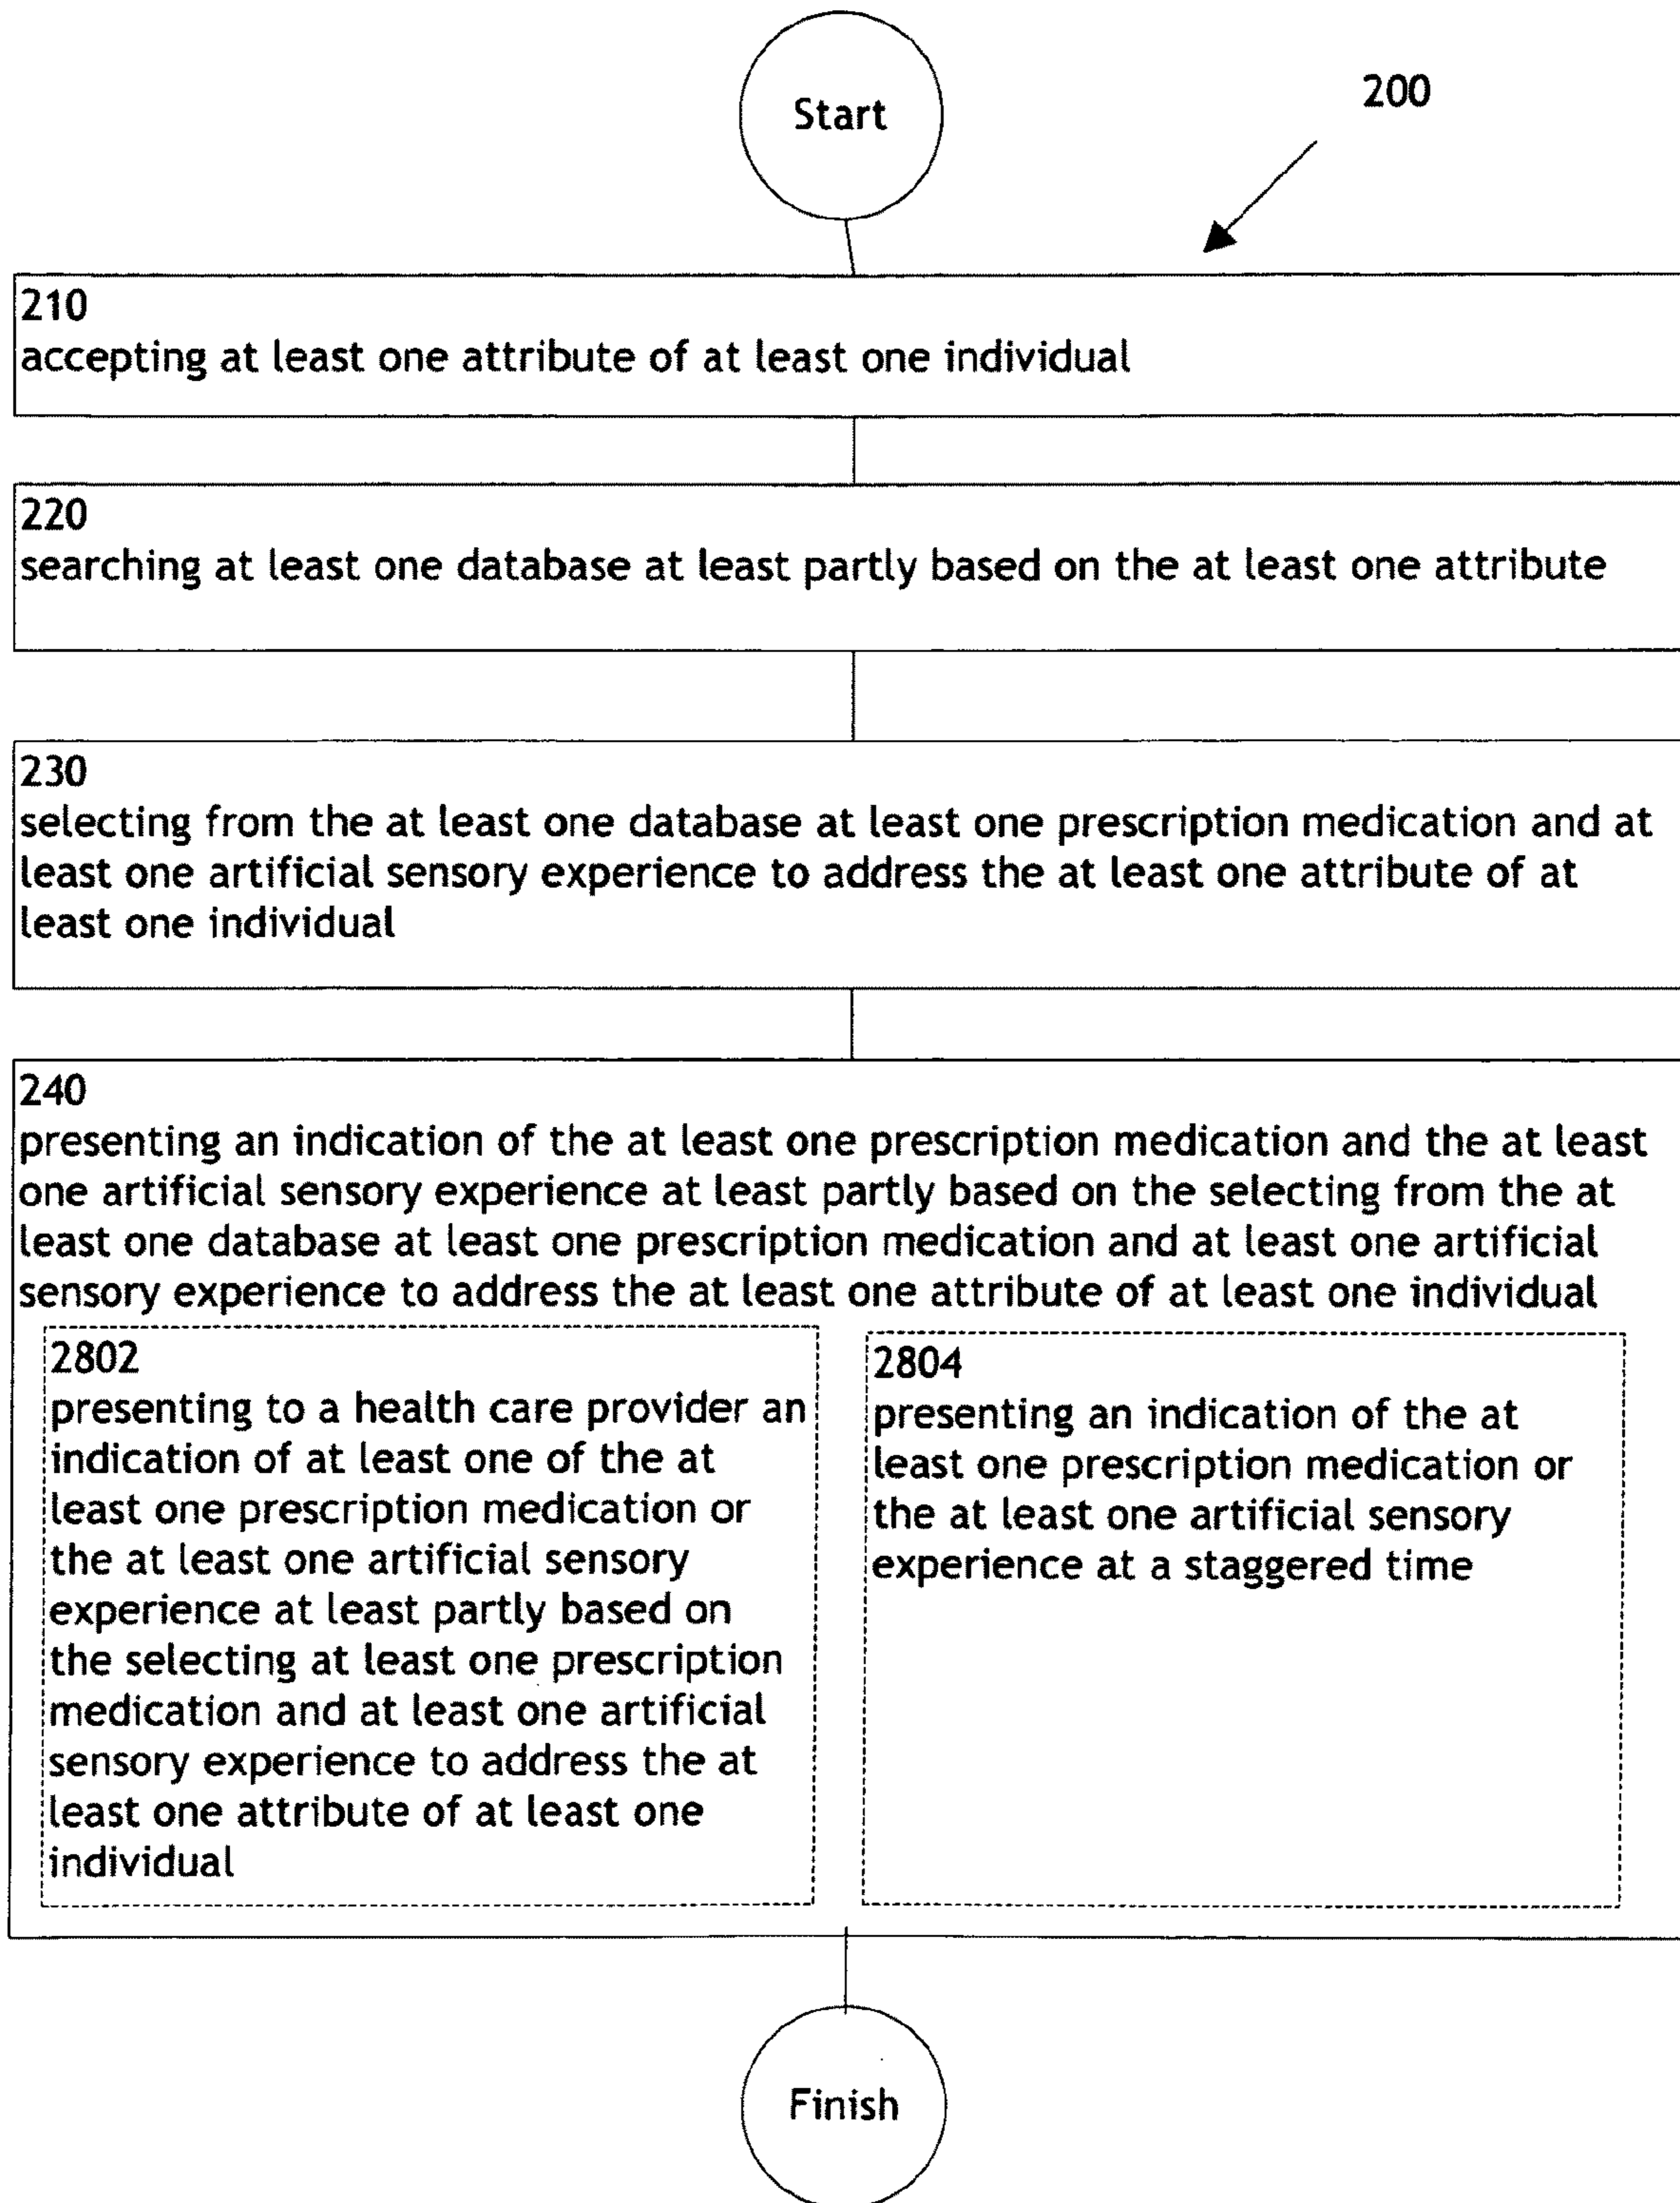 Start
200
210
accepting at least one attribute of at least one individual
220
searching at least one database at least partly based on the at least one attribute
230
selecting from the at least one database at least one prescription medication and at
least one artificial sensory experience to address the at least one attribute of at
least one individual
240
presenting an indication of the at least one prescription medication and the at least
one artificial sensory experience at least partly based on the selecting from the at
least one database at least one prescription medication and at least one artificial
sensory experience to address the at least one attribute of at least one individual
2802
presenting to a health care provider an
indication of at least one of the at
least one prescription medication or
the at least one artificial sensory
experience at least partly based on
the selecting at least one prescription
medication and at least one artificial
sensory experience to address the at
least one attribute of at least one
individual
2804
presenting an indication of the at
least one prescription medication or
the at least one artificial sensory
experience at a staggered time
Finish